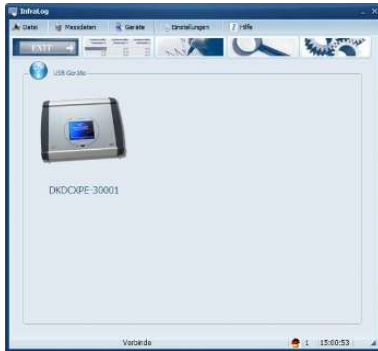 InfraLog
Datei Messdaten Geräte Einstellungen ? Hilfe
EXIT
USB Geräte
DKDCXPE-30001
Verbinde 1 15:00:53